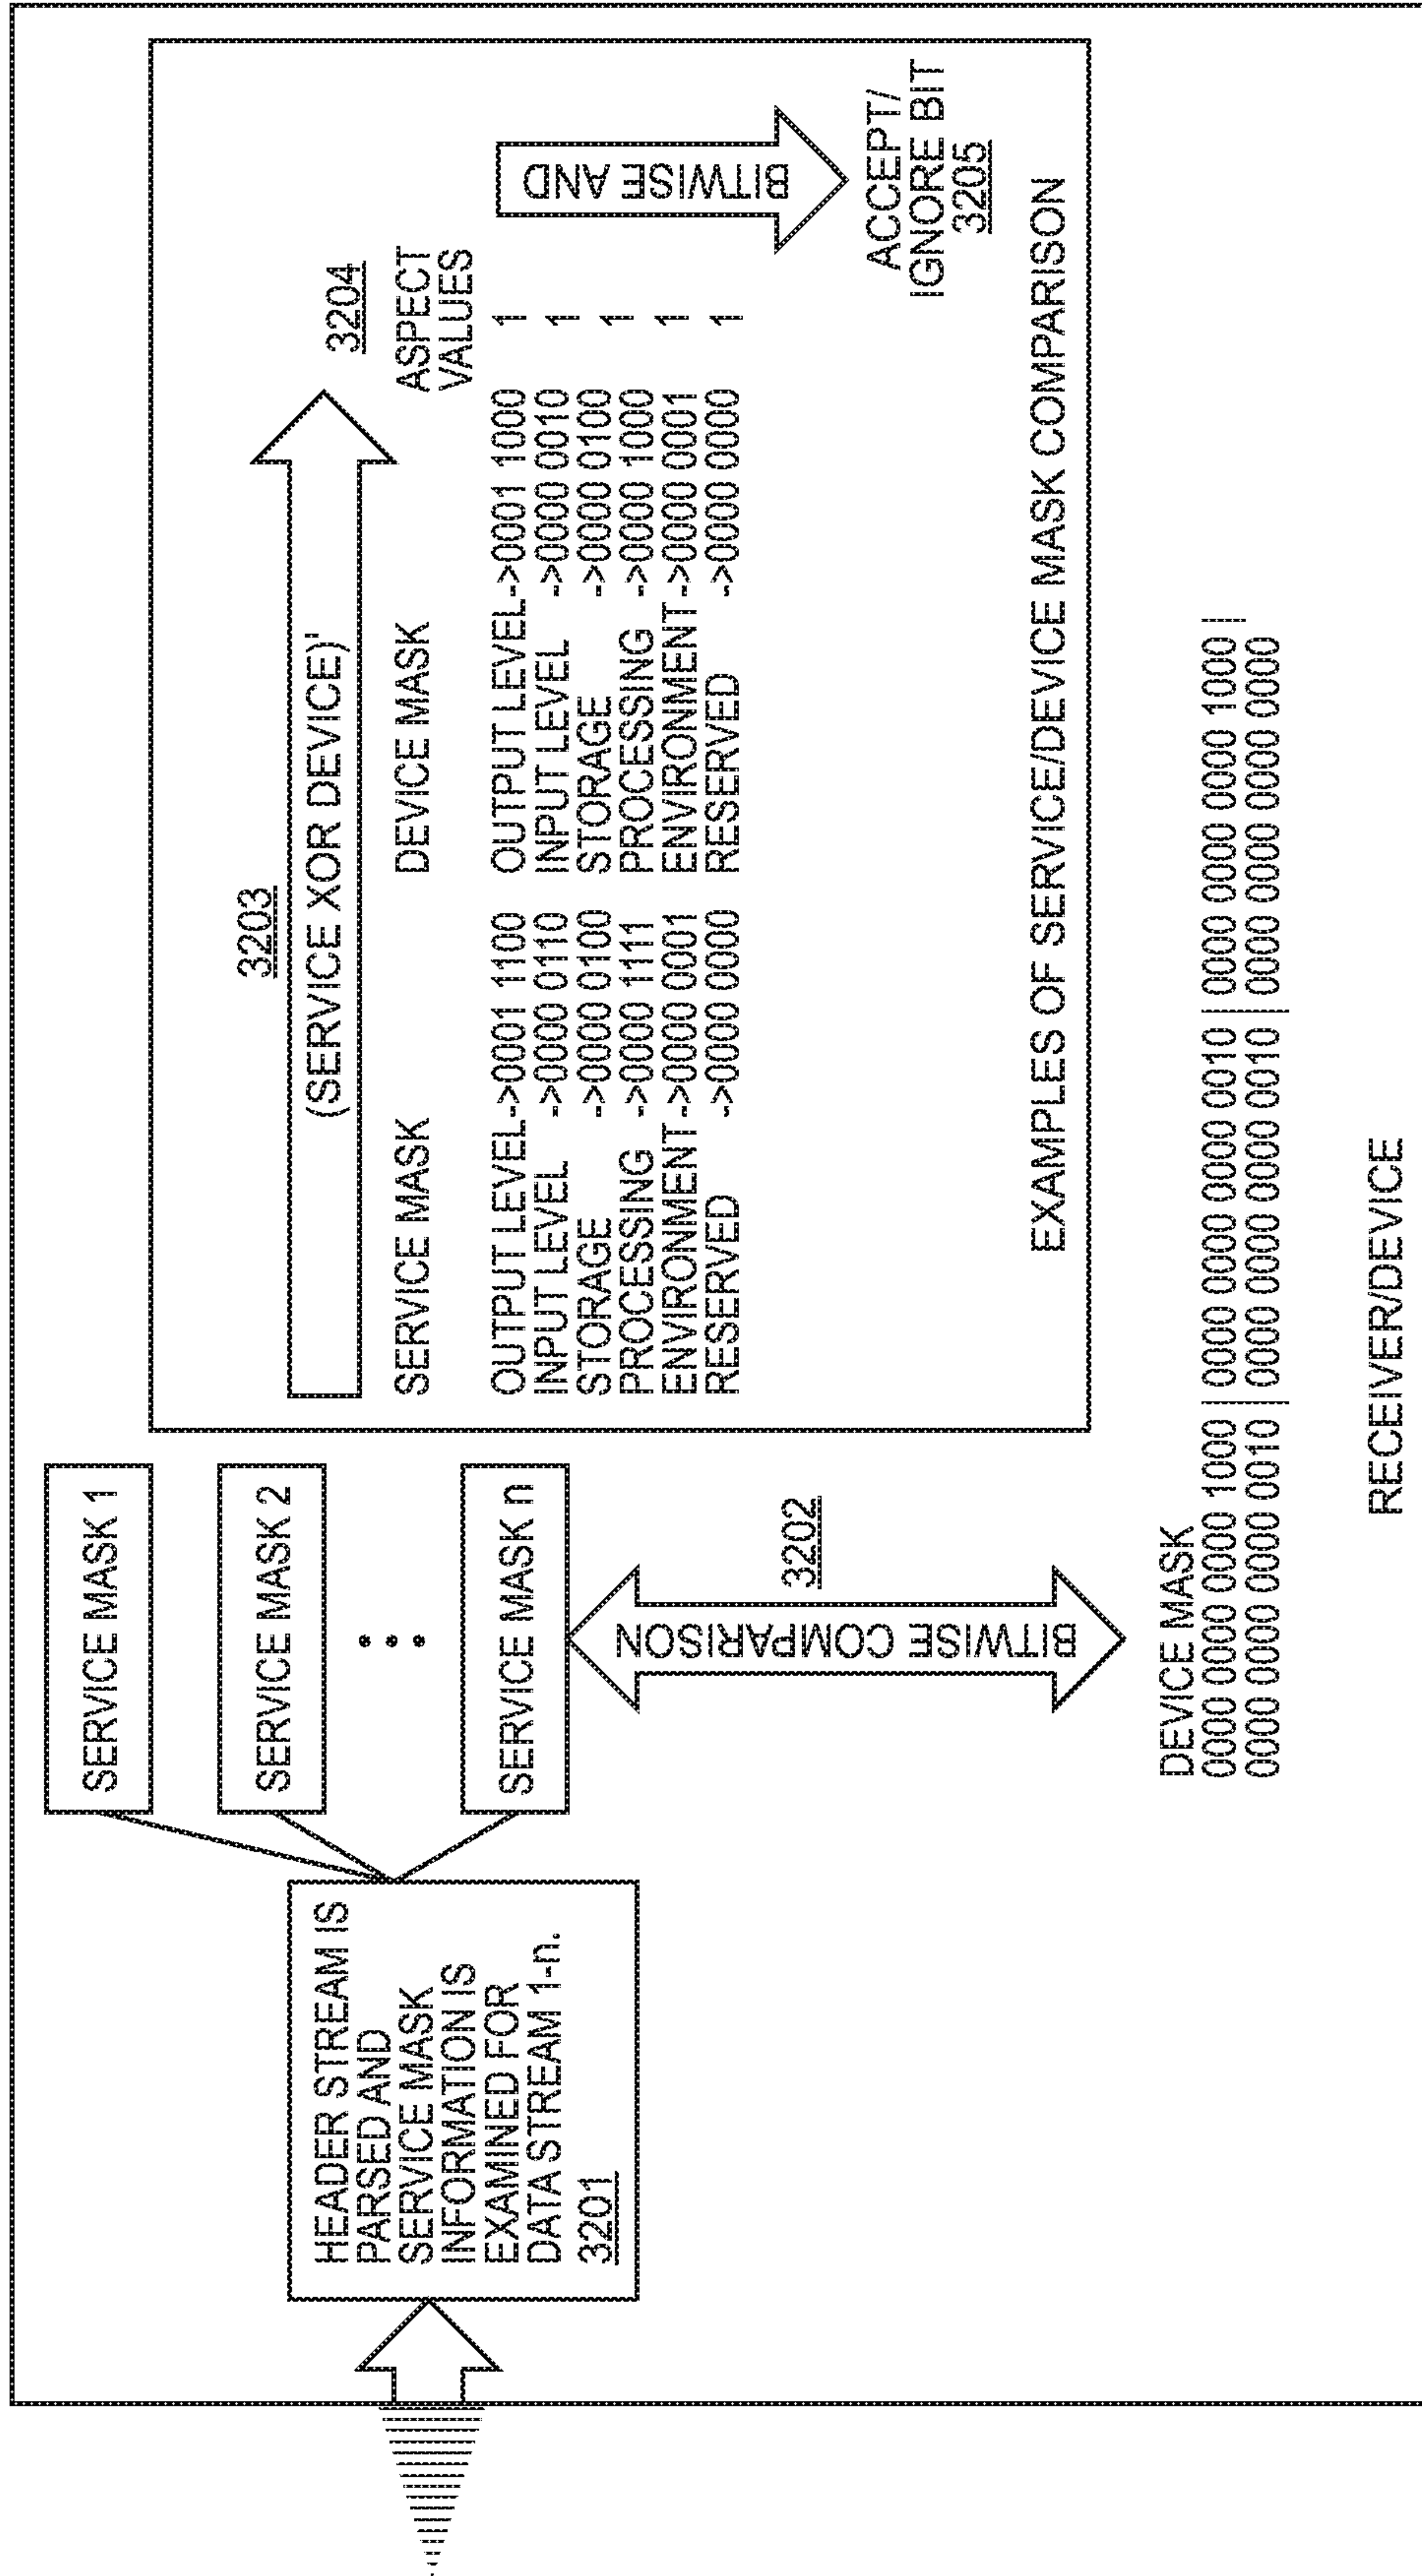 HEADER STREAM IS
PARSED AND
SERVICE MASK
INFORMATION IS
EXAMINED FOR
DATA STREAM 1-n.
3201
SERVICE MASK 1
SERVICE MASK 2
SERVICE MASK n
BITWISE COMPARISON
3202
DEVICE MASK
0000 0000 0000 1000 | 0000 0000 0000 0010 | 0000 0000 0000 1000 |
0000 0000 0000 0010 | 0000 0000 0000 0010 | 0000 0000 0000 0000
3203
(SERVICE XOR DEVICE)'
3204
SERVICE MASK DEVICE MASK ASPECT
VALUES
OUTPUT LEVEL->0001 1100 OUTPUT LEVEL->0001 1000 1
INPUT LEVEL ->0000 0110 INPUT LEVEL ->0000 0010 1
STORAGE ->0000 0100 STORAGE ->0000 0100 1
PROCESSING ->0000 1111 PROCESSING ->0000 1000 1
ENVIRONMENT->0000 0001 ENVIRONMENT->0000 0001 1
RESERVED ->0000 0000 RESERVED ->0000 0000 1
BITWISE AND
ACCEPT/
IGNORE BIT
3205
EXAMPLES OF SERVICE/DEVICE MASK COMPARISON
RECEIVER/DEVICE